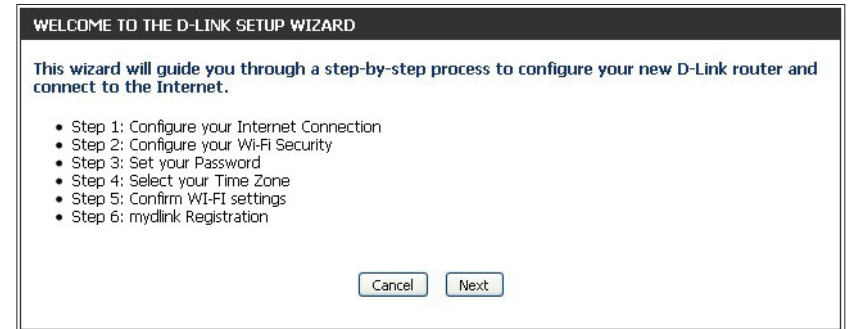 WELCOME TO THE D-LINK SETUP WIZARD
This wizard will guide you through a step-by-step process to configure your new D-Link router and
connect to the Internet.
• Step 1: Configure your Internet Connection
• Step 2: Configure your Wi-Fi Security
• Step 3: Set your Password
• Step 4: Select your Time Zone
• Step 5: Confirm WI-FI settings
• Step 6: mydlink Registration
Cancel Next